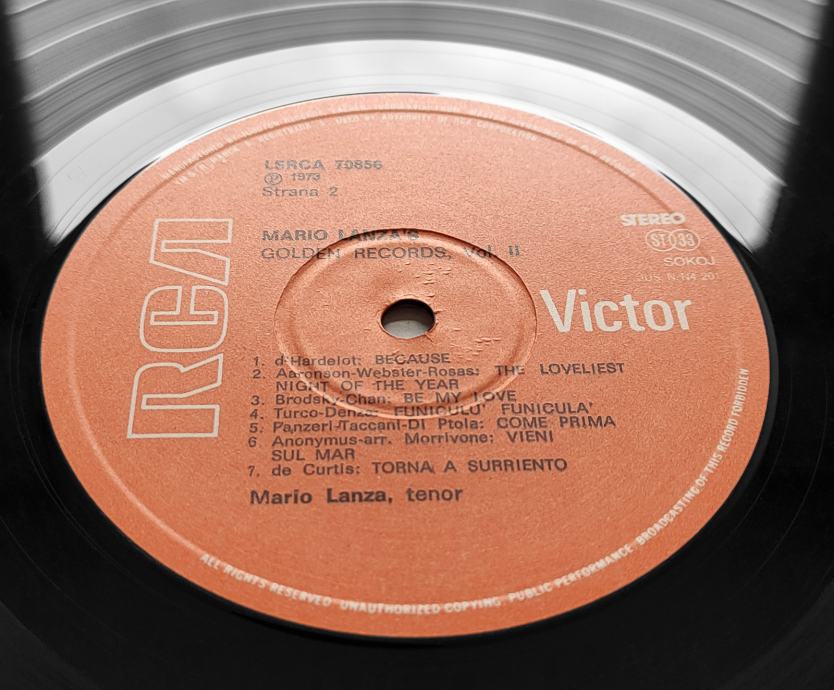 LSRCA 70856
Ⓟ 1973
Strana 2
MARIO LANZA'S
GOLDEN RECORDS, Vol. II
RCA
STEREO
ST 33
SOKOJ
Victor
1. d'Hardelot: BECAUSE
2. Aaronson-Webster-Rosas: THE LOVELIEST
NIGHT OF THE YEAR
3. Brodsky-Chan: BE MY LOVE
4. Turco-Denza: FUNICULU' FUNICULA'
5. Panzeri-Taccani-Di Ptola: COME PRIMA
6. Anonymus-arr. Morrivone: VIENI
SUL MAR
7. de Curtis: TORNA A SURRIENTO
Mario Lanza, tenor
ALL RIGHTS RESERVED UNAUTHORIZED COPYING PUBLIC PERFORMANCE BROADCASTING OF THIS RECORD FORBIDDEN